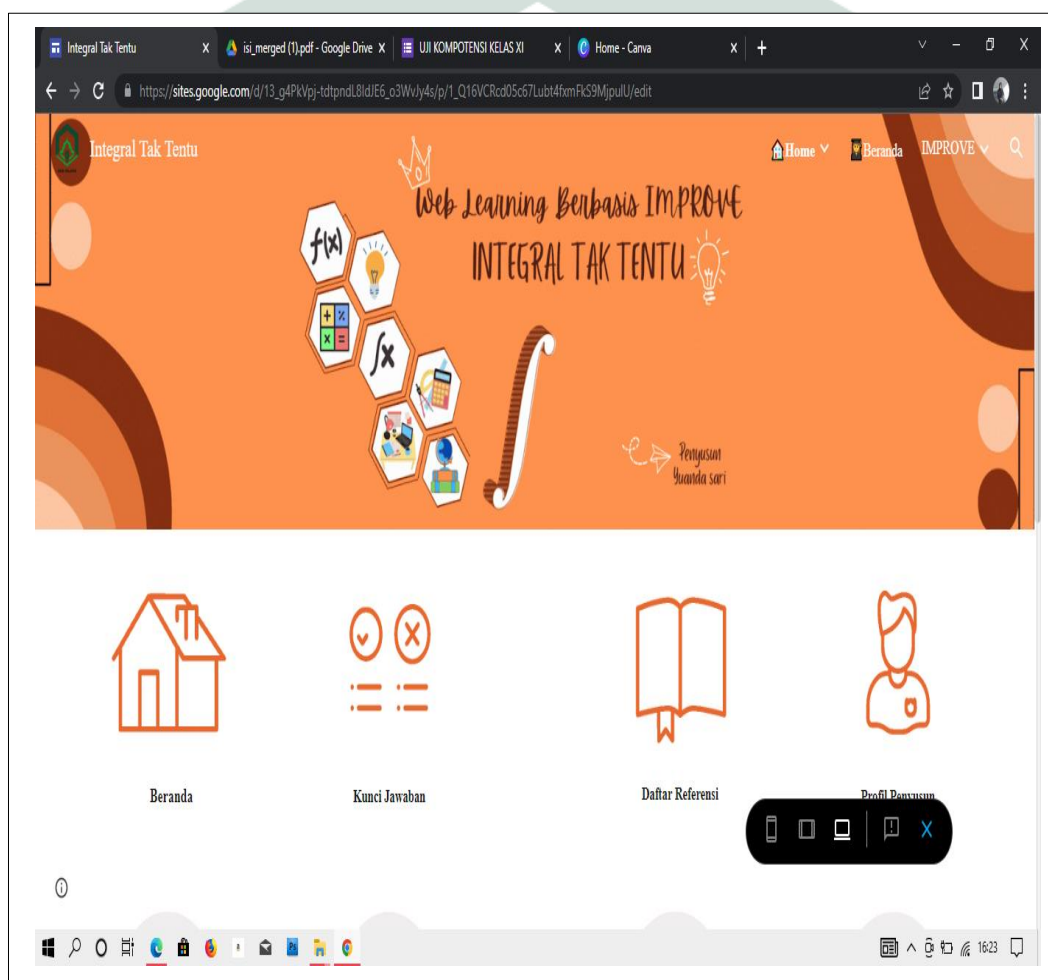 Integral Tak Tentu
isi_merged (1).pdf - Google Drive
UJI KOMPOTENSI KELAS XI
Home - Canva
https://sites.google.com/d/13_g4PkVpj-tdtpndL8IdJE6_o3WvJy4s/p/1_Q16VCRcd05c67Lubt4fxmFkS9MjpulU/edit
Integral Tak Tentu
Home
Beranda
IMPROVE
Web Learning Berbasis IMPROVE
INTEGRAL TAK TENTU
f(x)
+ %
× =
∫x
Penyusun
Yuanda sari
Beranda
Kunci Jawaban
Daftar Referensi
Profil Penyusun
16:23